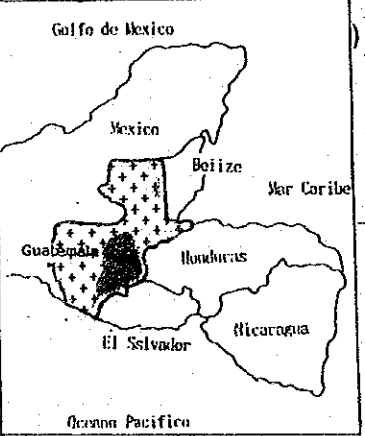 Golfo de Mexico
)
Mexico
Belize
Mar Caribe
Guatemala
Honduras
Nicaragua
El Salvador
Oceano Pacifico